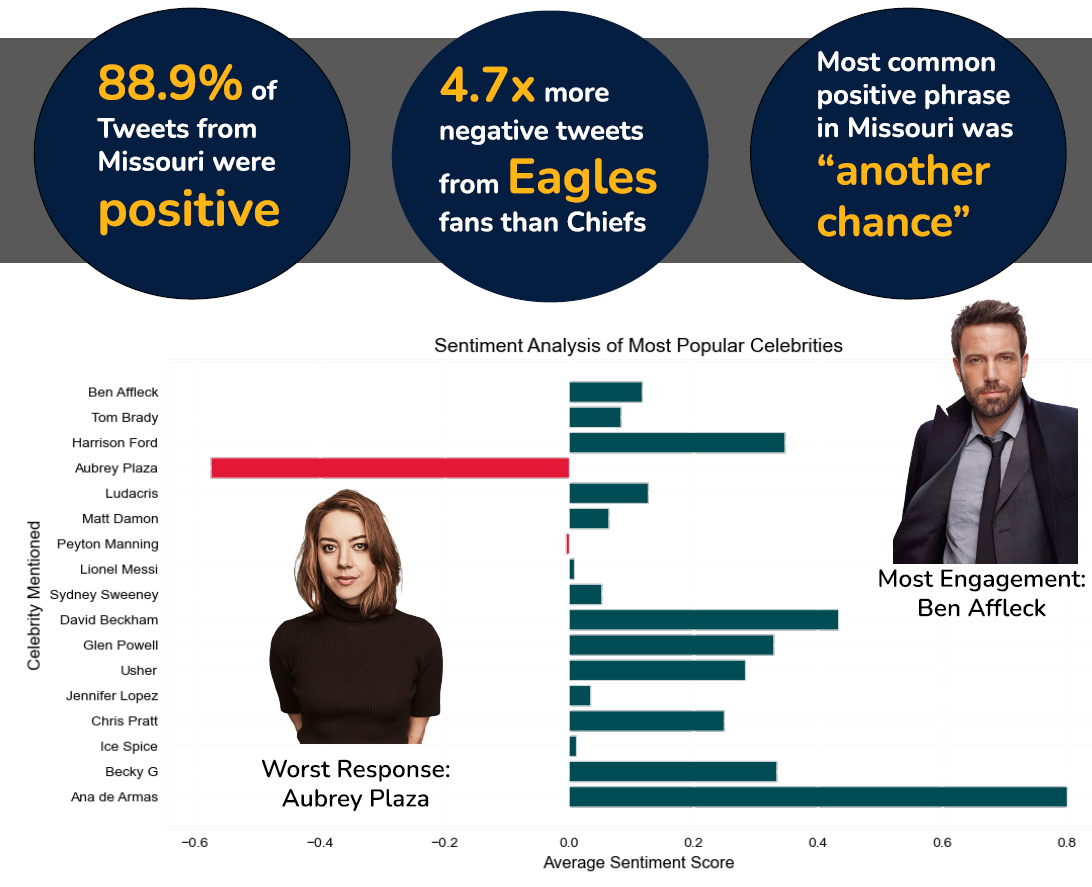 88.9% of
Tweets from
Missouri were
positive
4.7x more
negative tweets
from Eagles
fans than Chiefs
Most common
positive phrase
in Missouri was
“another
chance”
Sentiment Analysis of Most Popular Celebrities
Celebrity Mentioned
Ben Affleck
Tom Brady
Harrison Ford
Aubrey Plaza
Ludacris
Matt Damon
Peyton Manning
Lionel Messi
Sydney Sweeney
David Beckham
Glen Powell
Usher
Jennifer Lopez
Chris Pratt
Ice Spice
Becky G
Ana de Armas
Most Engagement:
Ben Affleck
Worst Response:
Aubrey Plaza
−0.6 −0.4 −0.2 0.0 0.2 0.4 0.6 0.8
Average Sentiment Score